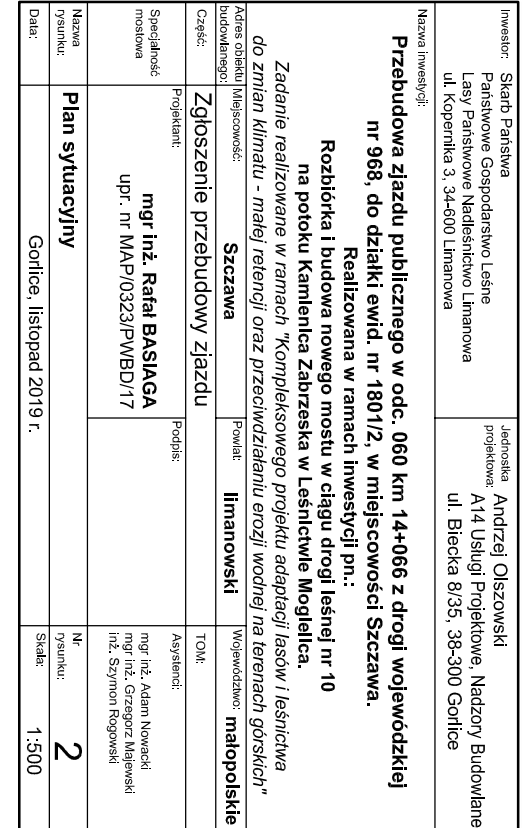 Inwestor: Skarb Państwa
Państwowe Gospodarstwo Leśne
Lasy Państwowe Nadleśnictwo Limanowa
ul. Kopernika 3, 34-600 Limanowa
Jednostka projektowa: Andrzej Olszowski
A14 Usługi Projektowe, Nadzory Budowlane
ul. Biecka 8/35, 38-300 Gorlice
Nazwa inwestycji:
Przebudowa zjazdu publicznego w odc. 060 km 14+066 z drogi wojewódzkiej
nr 968, do działki ewid. nr 1801/2, w miejscowości Szczawa.
Realizowana w ramach inwestycji pn.:
Rozbiórka i budowa nowego mostu w ciągu drogi leśnej nr 10
na potoku Kamienica Zabrzeska w Leśnictwie Mogielica.
Zadanie realizowane w ramach "Kompleksowego projektu adaptacji lasów i leśnictwa
do zmian klimatu - małej retencji oraz przeciwdziałaniu erozji wodnej na terenach górskich"
Adres obiektu budowlanego:
Miejscowość: Szczawa
Powiat: limanowski
Województwo: małopolskie
Część: Zgłoszenie przebudowy zjazdu
TOM:
Specjalność
mostowa
Projektant:
mgr inż. Rafał BASIAGA
upr. nr MAP/0323/PWBD/17
Podpis:
Asystenci:
mgr inż. Adam Nowacki
mgr inż. Grzegorz Majewski
inż. Szymon Rogowski
Nazwa
rysunku: Plan sytuacyjny
Nr
rysunku: 2
Data: Gorlice, listopad 2019 r.
Skala: 1:500